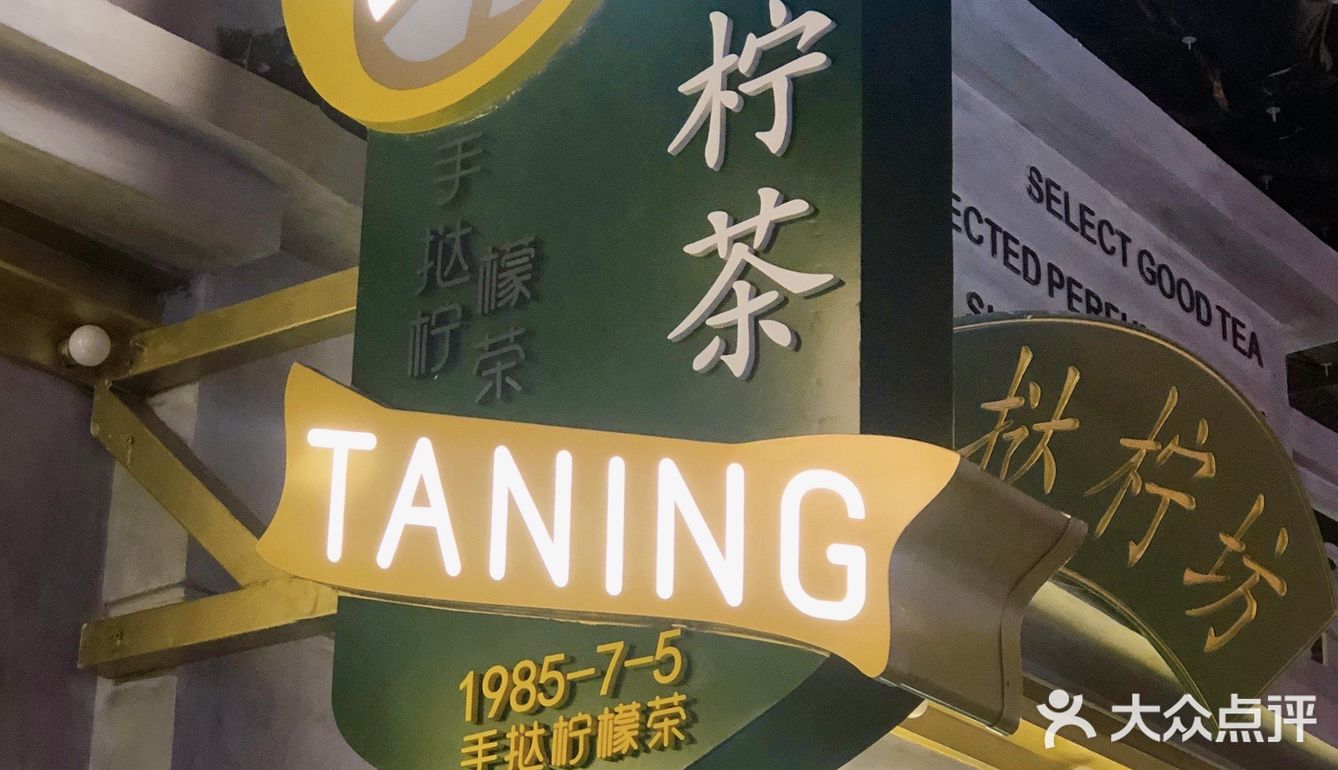 柠茶
手挞柠
檬茶
TANING
1985-7-5
手挞柠檬茶
SELECT GOOD TEA
挞柠坊
大众点评